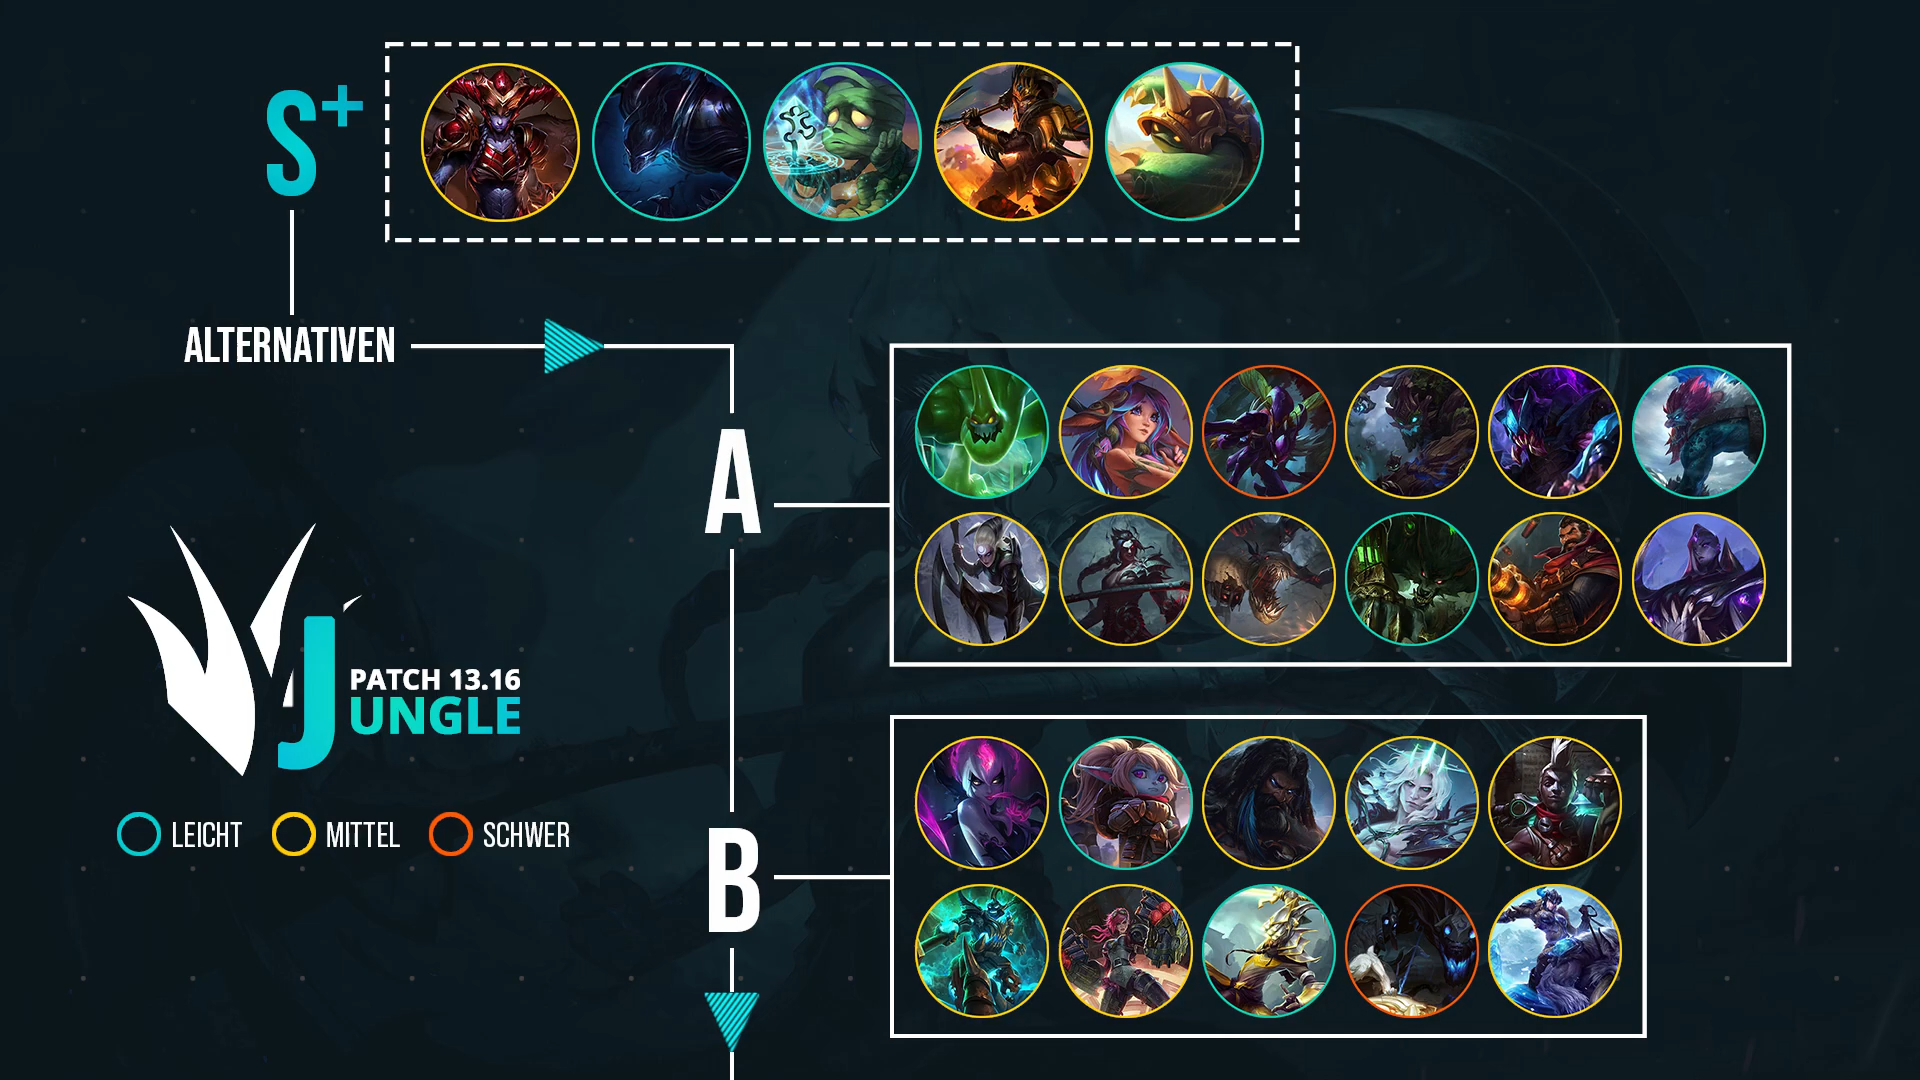 S+
ALTERNATIVEN
A
PATCH 13.16
JUNGLE
LEICHT MITTEL SCHWER
B